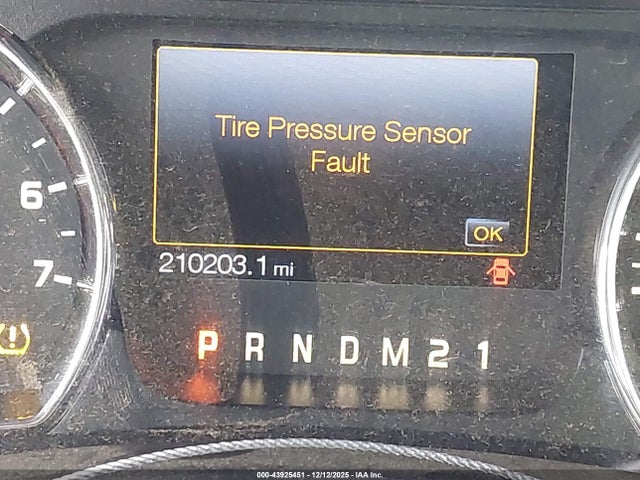 Tire Pressure Sensor
Fault
OK
210203.1 mi
6
7
P R N D M 2 1
000-43925451 - 12/12/2025 - IAA Inc.